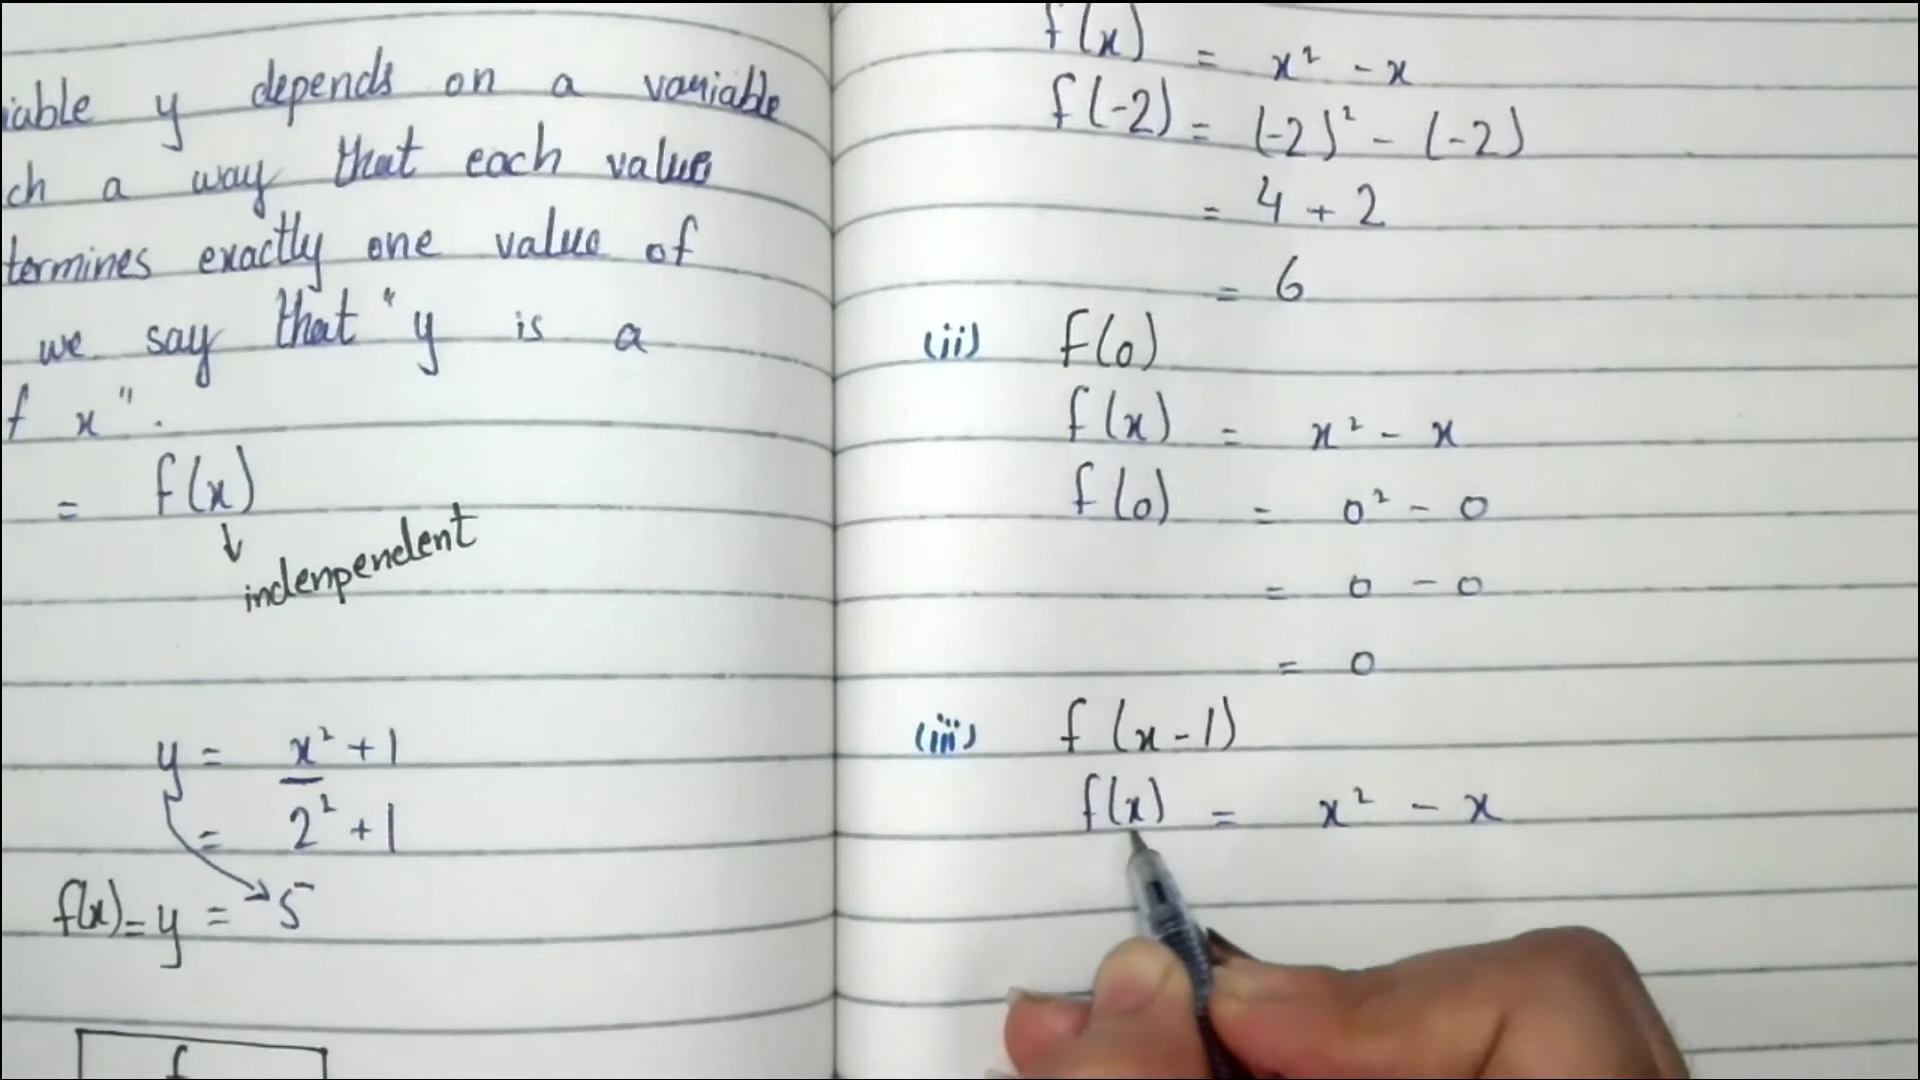 iable y depends on a variable
ch a way that each value
termines exactly one value of
we say that "y is a
f x".
= f(x)
↓
indenpendent
y = x² + 1
= 2² + 1
f(x) = y = 5
f
f(x) = x² - x
f(-2) = (-2)² - (-2)
= 4 + 2
= 6
(ii) f(0)
f(x) = x² - x
f(0) = 0² - 0
= 0 - 0
= 0
(iii) f(x-1)
f(x) = x² - x